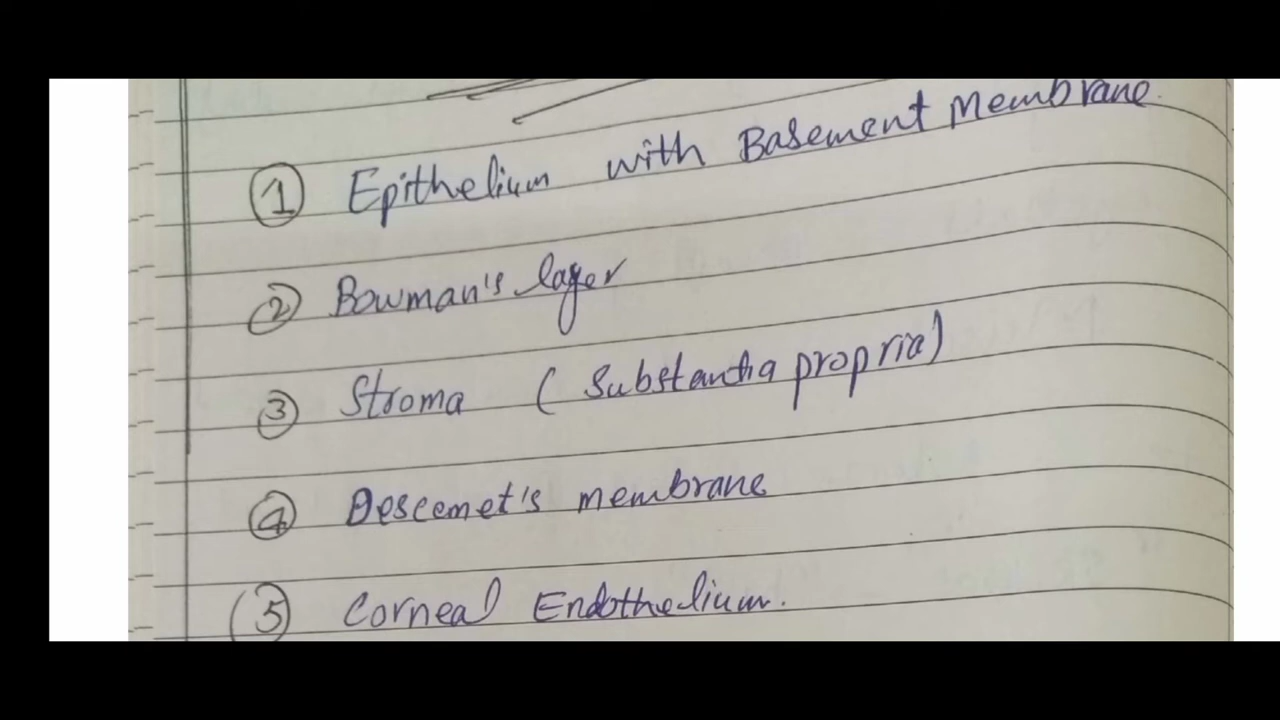 ① Epithelium with Basement Membrane.
② Bowman's layer
③ Stroma (Substantia propria)
④ Descemet's membrane
⑤ Corneal Endothelium.